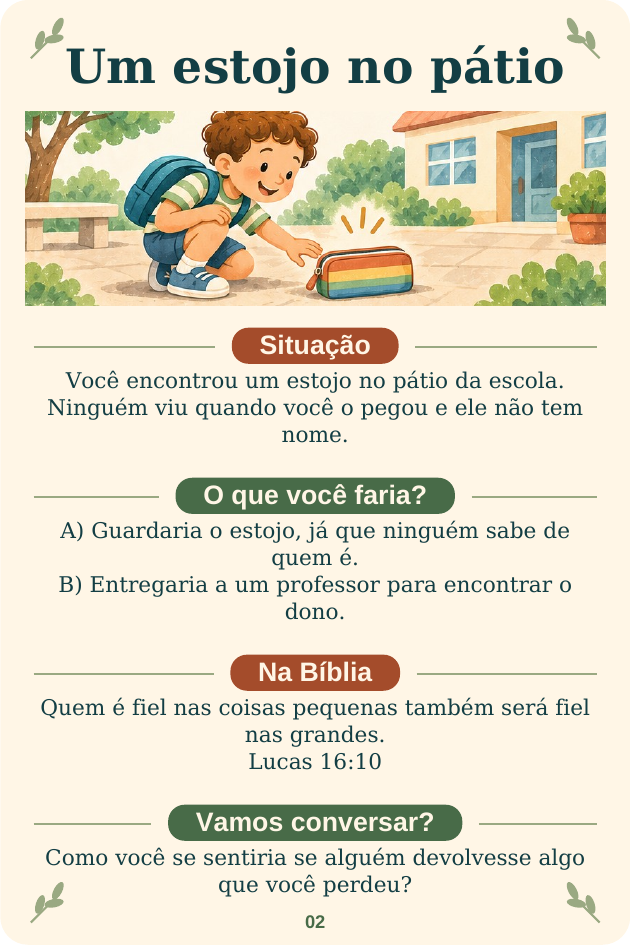 Um estojo no pátio
Situação
Você encontrou um estojo no pátio da escola.
Ninguém viu quando você o pegou e ele não tem
nome.
O que você faria?
A) Guardaria o estojo, já que ninguém sabe de
quem é.
B) Entregaria a um professor para encontrar o
dono.
Na Bíblia
Quem é fiel nas coisas pequenas também será fiel
nas grandes.
Lucas 16:10
Vamos conversar?
Como você se sentiria se alguém devolvesse algo
que você perdeu?
02